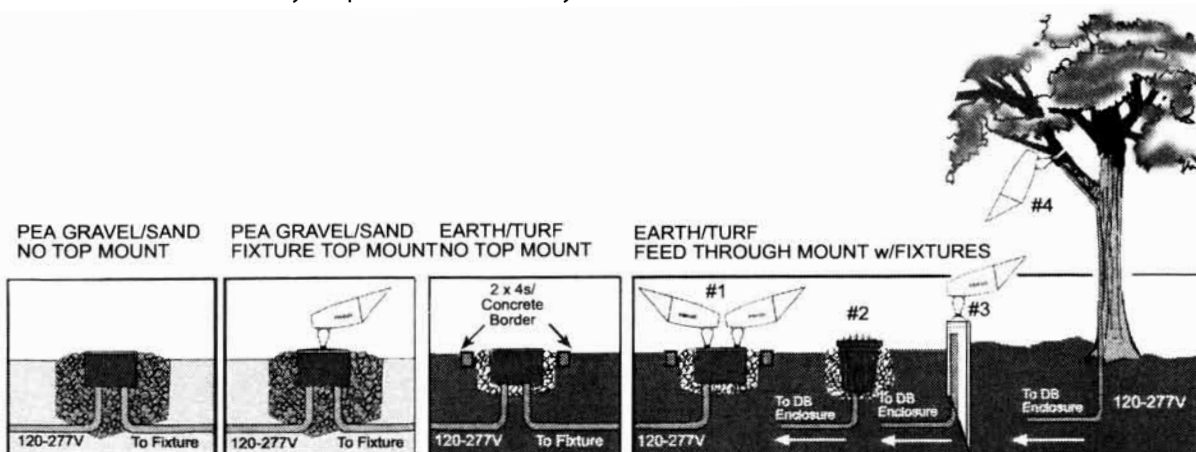 PEA GRAVEL/SAND
NO TOP MOUNT
PEA GRAVEL/SAND
FIXTURE TOP MOUNT
EARTH/TURF
NO TOP MOUNT
EARTH/TURF
FEED THROUGH MOUNT w/FIXTURES
120-277V
To Fixture
120-277V
To Fixture
2 x 4s/
Concrete
Border
120-277V
To Fixture
#1
#2
#3
#4
120-277V
To DB
Enclosure
To DB
Enclosure
To DB
Enclosure
120-277V